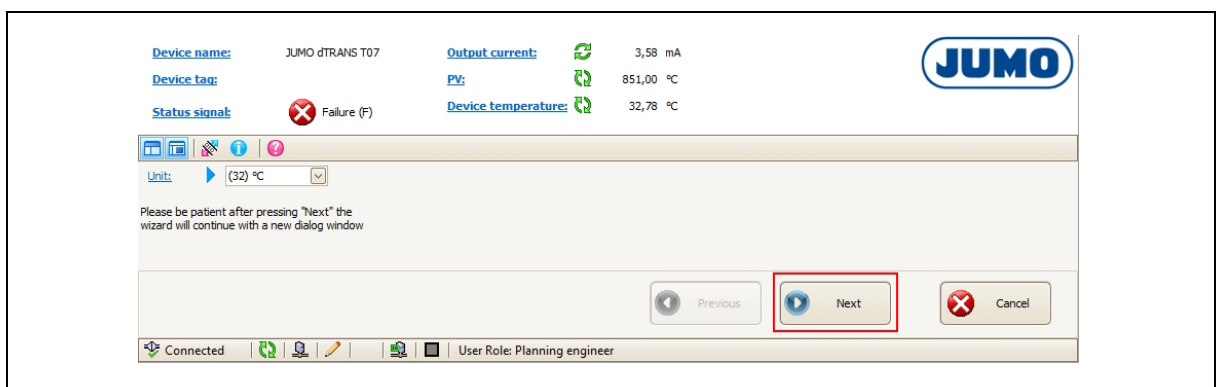 Device name: JUMO dTRANS T07 Output current: 3,58 mA
JUMO
Device tag: PV: 851,00 °C
Status signal: Failure (F) Device temperature: 32,78 °C
Unit: (32) °C
Please be patient after pressing "Next" the
wizard will continue with a new dialog window
Previous Next Cancel
Connected User Role: Planning engineer